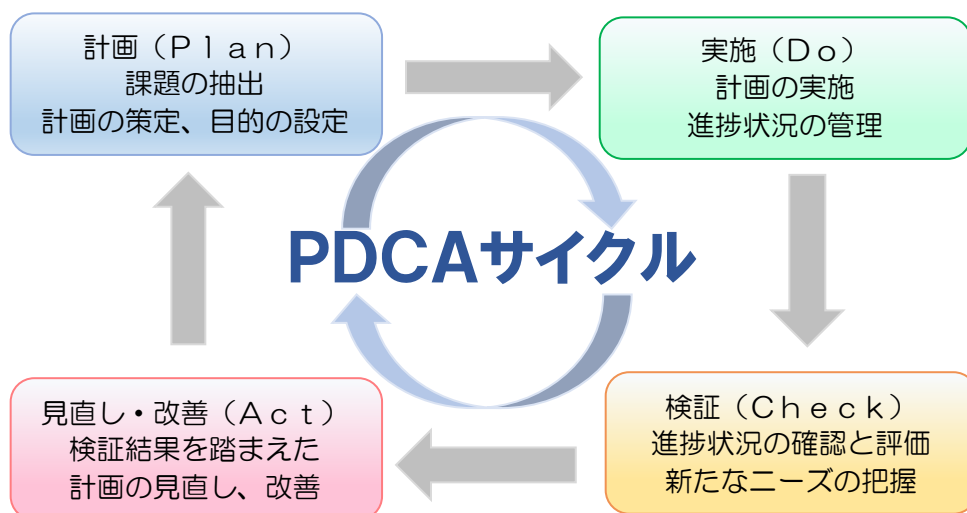 計画（Ｐｌａｎ）
課題の抽出
計画の策定、目的の設定
実施（Ｄｏ）
計画の実施
進捗状況の管理
PDCAサイクル
見直し・改善（Ａｃｔ）
検証結果を踏まえた
計画の見直し、改善
検証（Ｃｈｅｃｋ）
進捗状況の確認と評価
新たなニーズの把握